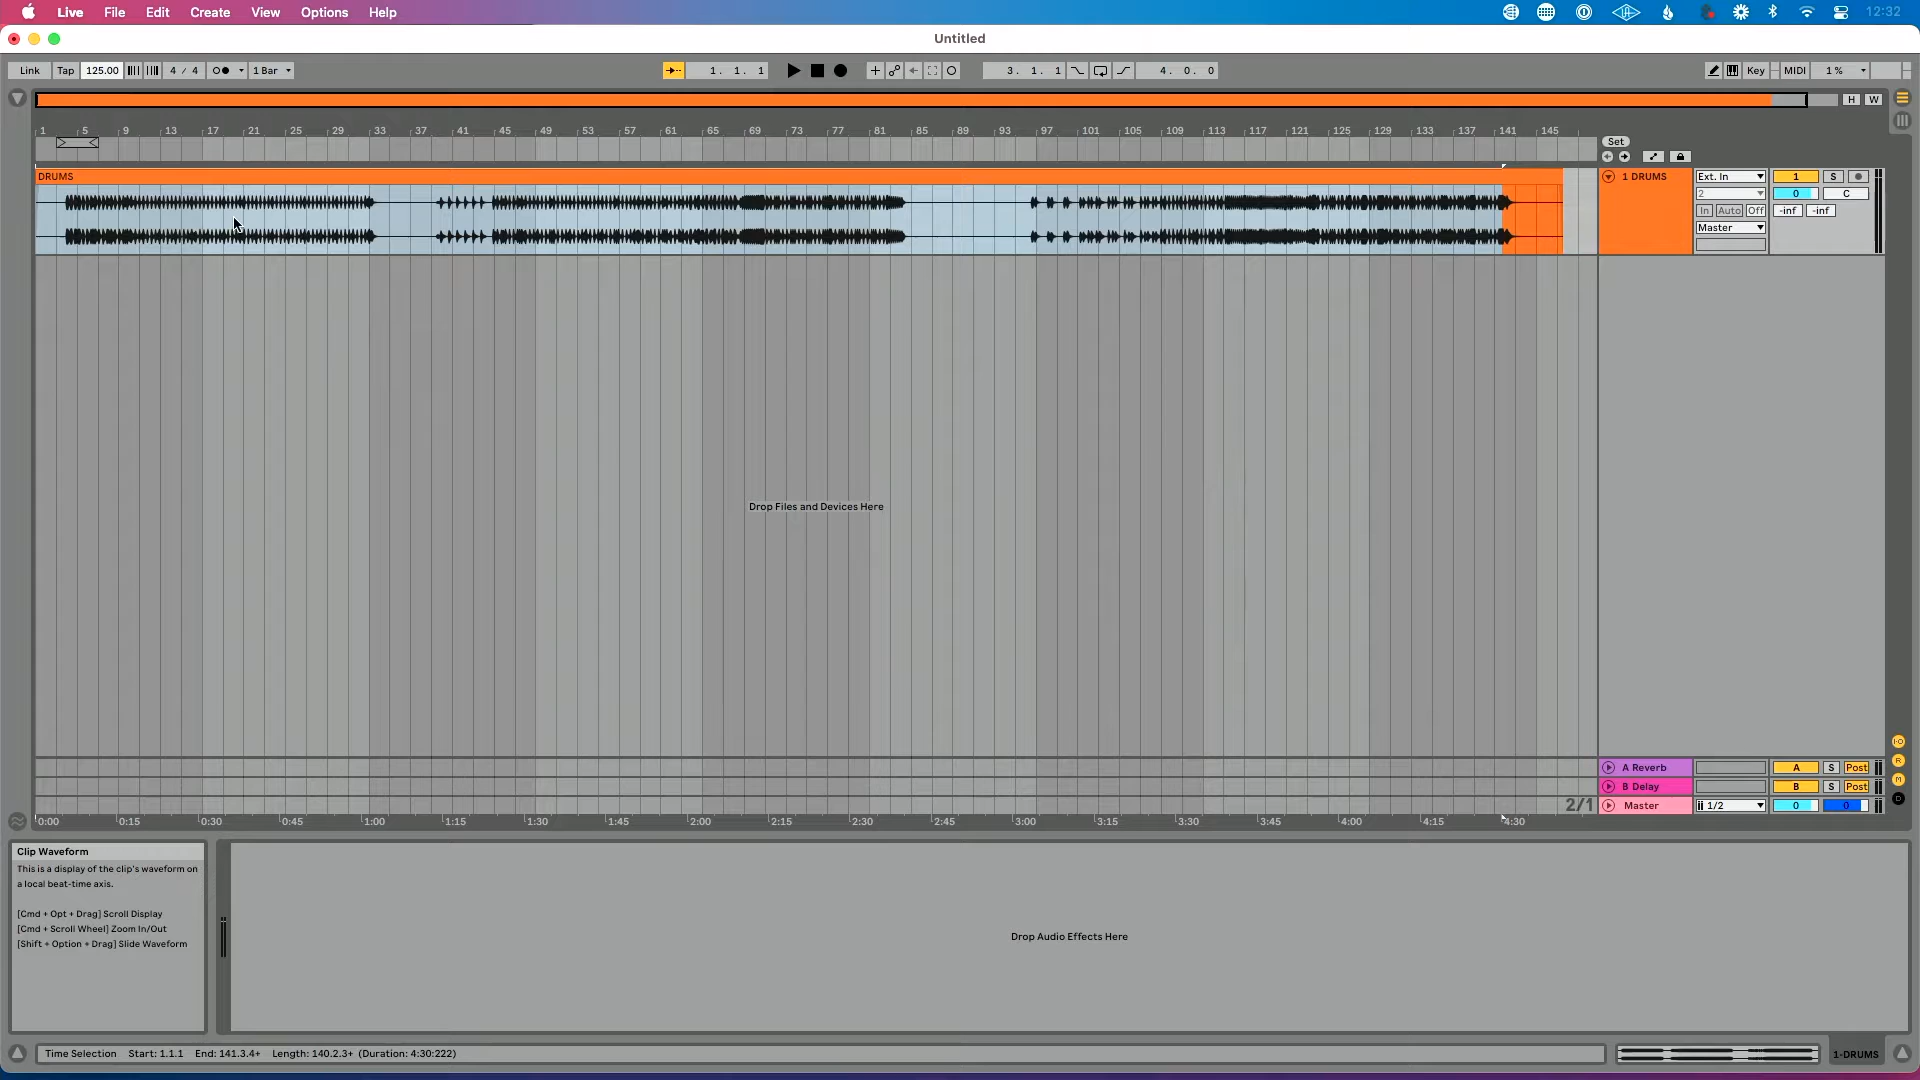 Live File Edit Create View Options Help 12:32
Untitled
Link Tap 125.00 4 / 4 1 Bar 1. 1. 1 3. 1. 1 4. 0. 0 Key MIDI 1 %
H W
1 5 9 13 17 21 25 29 33 37 41 45 49 53 57 61 65 69 73 77 81 85 89 93 97 101 105 109 113 117 121 125 129 133 137 141 145
Set
DRUMS
1 DRUMS Ext. In 1 S
2 0 C
In Auto Off -inf -inf
Master
Drop Files and Devices Here
A Reverb A S Post
B Delay B S Post
2/1 Master 1/2 0 0
0:00 0:15 0:30 0:45 1:00 1:15 1:30 1:45 2:00 2:15 2:30 2:45 3:00 3:15 3:30 3:45 4:00 4:15 4:30
Clip Waveform
This is a display of the clip's waveform on
a local beat-time axis.
[Cmd + Opt + Drag] Scroll Display
[Cmd + Scroll Wheel] Zoom In/Out
[Shift + Option + Drag] Slide Waveform
Drop Audio Effects Here
Time Selection Start: 1.1.1 End: 141.3.4+ Length: 140.2.3+ (Duration: 4:30:222)
1-DRUMS